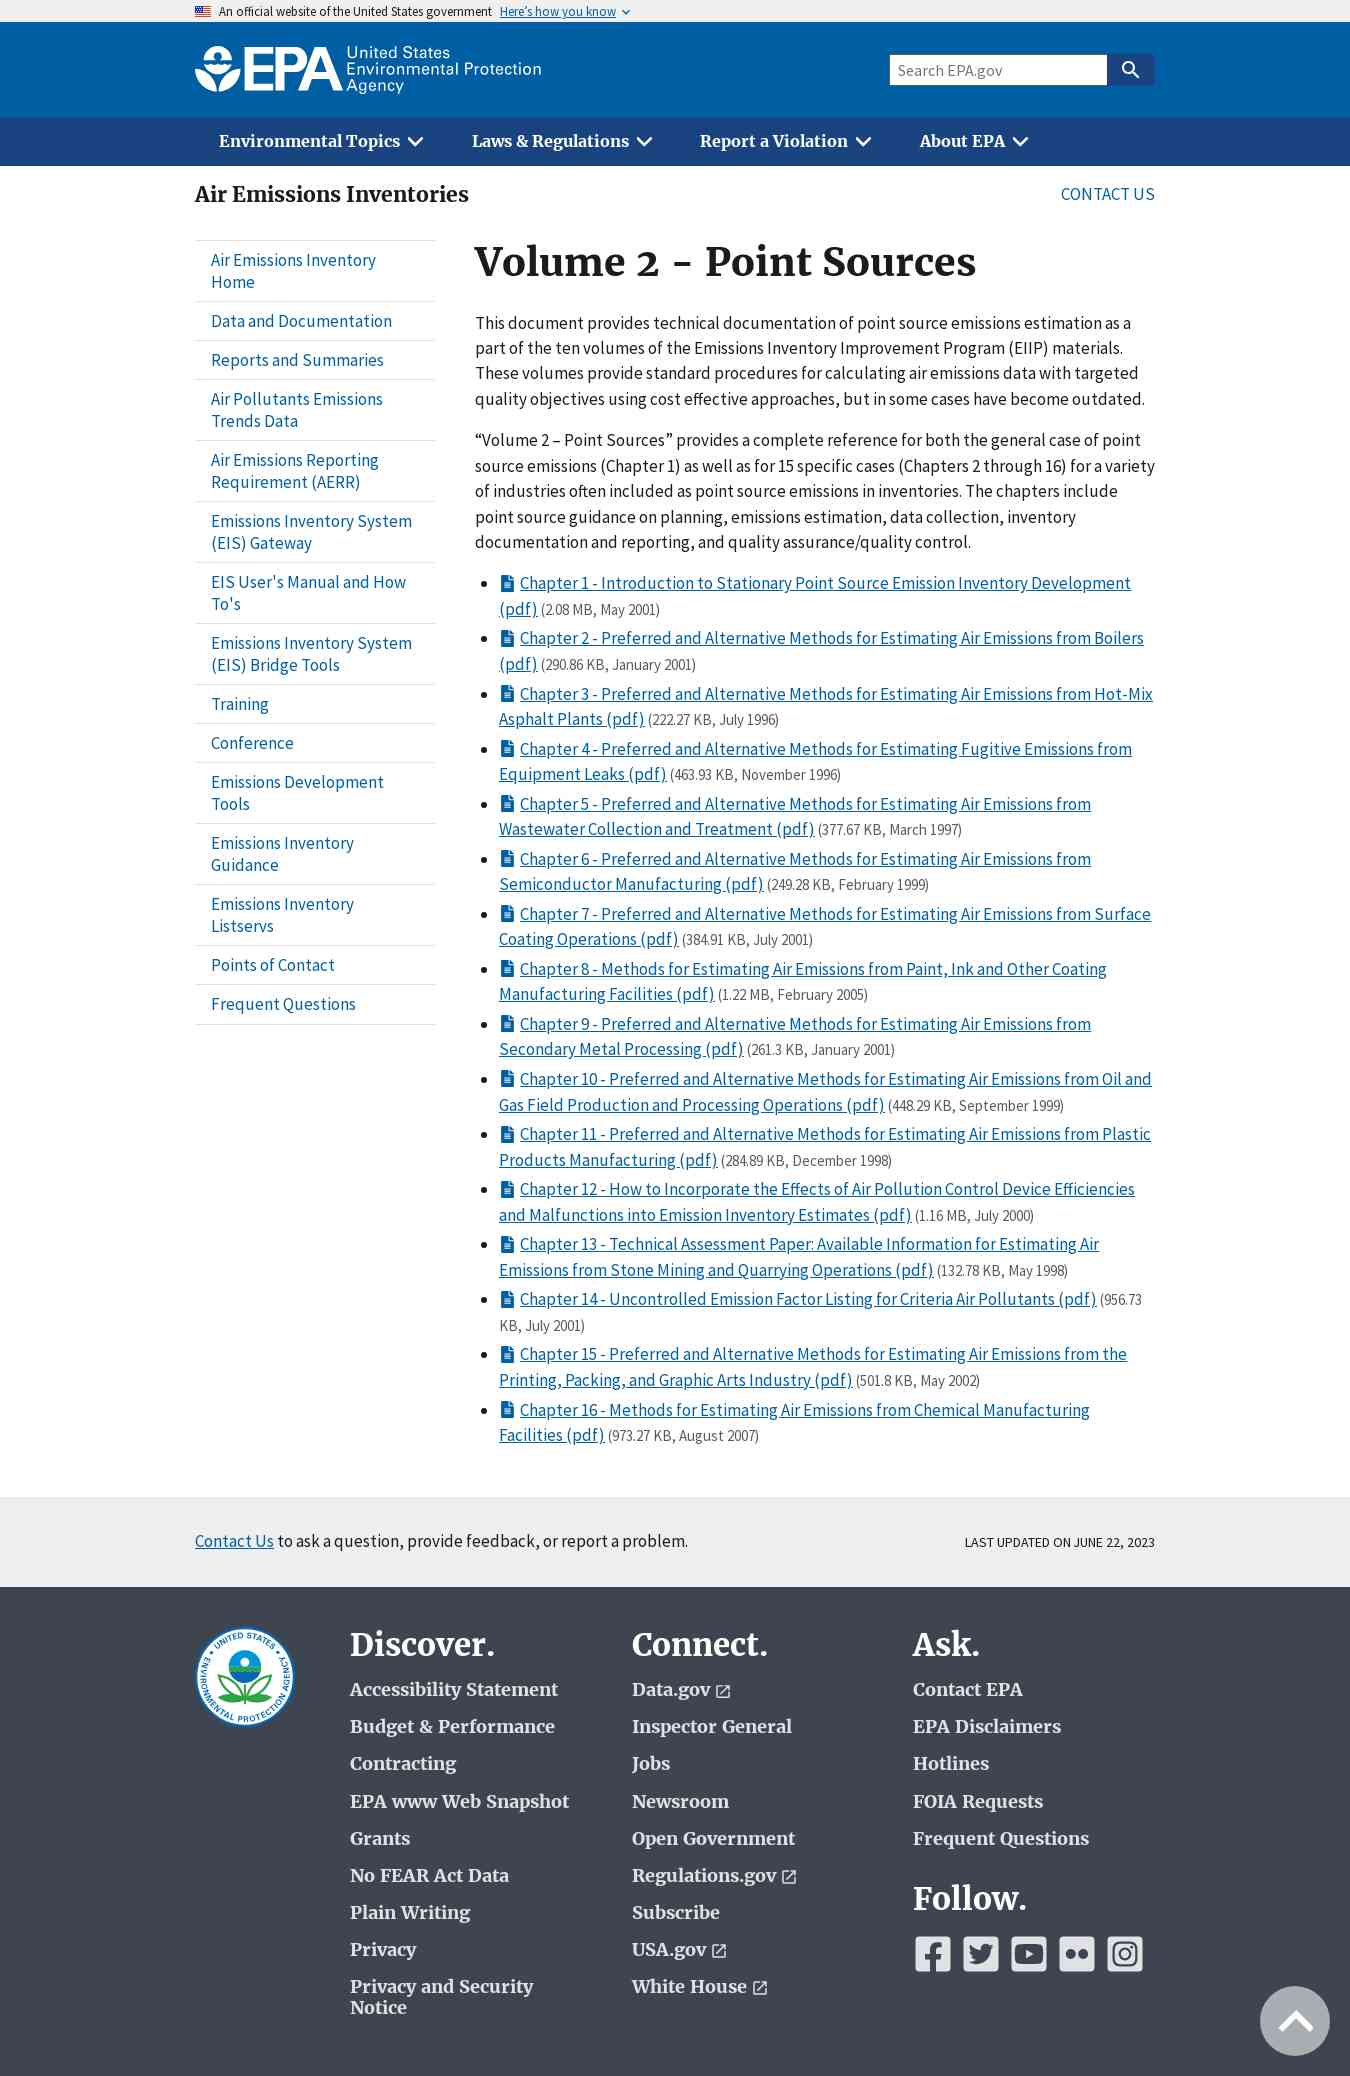 An official website of the United States government Here’s how you know
EPA United States
Environmental Protection
Agency
Search EPA.gov
Environmental Topics
Laws & Regulations
Report a Violation
About EPA
Air Emissions Inventories
CONTACT US
Air Emissions Inventory
Home
Data and Documentation
Reports and Summaries
Air Pollutants Emissions
Trends Data
Air Emissions Reporting
Requirement (AERR)
Emissions Inventory System
(EIS) Gateway
EIS User's Manual and How
To's
Emissions Inventory System
(EIS) Bridge Tools
Training
Conference
Emissions Development
Tools
Emissions Inventory
Guidance
Emissions Inventory
Listservs
Points of Contact
Frequent Questions
Volume 2 - Point Sources
This document provides technical documentation of point source emissions estimation as a
part of the ten volumes of the Emissions Inventory Improvement Program (EIIP) materials.
These volumes provide standard procedures for calculating air emissions data with targeted
quality objectives using cost effective approaches, but in some cases have become outdated.
“Volume 2 – Point Sources” provides a complete reference for both the general case of point
source emissions (Chapter 1) as well as for 15 specific cases (Chapters 2 through 16) for a variety
of industries often included as point source emissions in inventories. The chapters include
point source guidance on planning, emissions estimation, data collection, inventory
documentation and reporting, and quality assurance/quality control.
Chapter 1 - Introduction to Stationary Point Source Emission Inventory Development
(pdf) (2.08 MB, May 2001)
Chapter 2 - Preferred and Alternative Methods for Estimating Air Emissions from Boilers
(pdf) (290.86 KB, January 2001)
Chapter 3 - Preferred and Alternative Methods for Estimating Air Emissions from Hot-Mix
Asphalt Plants (pdf) (222.27 KB, July 1996)
Chapter 4 - Preferred and Alternative Methods for Estimating Fugitive Emissions from
Equipment Leaks (pdf) (463.93 KB, November 1996)
Chapter 5 - Preferred and Alternative Methods for Estimating Air Emissions from
Wastewater Collection and Treatment (pdf) (377.67 KB, March 1997)
Chapter 6 - Preferred and Alternative Methods for Estimating Air Emissions from
Semiconductor Manufacturing (pdf) (249.28 KB, February 1999)
Chapter 7 - Preferred and Alternative Methods for Estimating Air Emissions from Surface
Coating Operations (pdf) (384.91 KB, July 2001)
Chapter 8 - Methods for Estimating Air Emissions from Paint, Ink and Other Coating
Manufacturing Facilities (pdf) (1.22 MB, February 2005)
Chapter 9 - Preferred and Alternative Methods for Estimating Air Emissions from
Secondary Metal Processing (pdf) (261.3 KB, January 2001)
Chapter 10 - Preferred and Alternative Methods for Estimating Air Emissions from Oil and
Gas Field Production and Processing Operations (pdf) (448.29 KB, September 1999)
Chapter 11 - Preferred and Alternative Methods for Estimating Air Emissions from Plastic
Products Manufacturing (pdf) (284.89 KB, December 1998)
Chapter 12 - How to Incorporate the Effects of Air Pollution Control Device Efficiencies
and Malfunctions into Emission Inventory Estimates (pdf) (1.16 MB, July 2000)
Chapter 13 - Technical Assessment Paper: Available Information for Estimating Air
Emissions from Stone Mining and Quarrying Operations (pdf) (132.78 KB, May 1998)
Chapter 14 - Uncontrolled Emission Factor Listing for Criteria Air Pollutants (pdf) (956.73
KB, July 2001)
Chapter 15 - Preferred and Alternative Methods for Estimating Air Emissions from the
Printing, Packing, and Graphic Arts Industry (pdf) (501.8 KB, May 2002)
Chapter 16 - Methods for Estimating Air Emissions from Chemical Manufacturing
Facilities (pdf) (973.27 KB, August 2007)
Contact Us to ask a question, provide feedback, or report a problem.
LAST UPDATED ON JUNE 22, 2023
UNITED STATES
ENVIRONMENTAL PROTECTION AGENCY
Discover.
Accessibility Statement
Budget & Performance
Contracting
EPA www Web Snapshot
Grants
No FEAR Act Data
Plain Writing
Privacy
Privacy and Security
Notice
Connect.
Data.gov
Inspector General
Jobs
Newsroom
Open Government
Regulations.gov
Subscribe
USA.gov
White House
Ask.
Contact EPA
EPA Disclaimers
Hotlines
FOIA Requests
Frequent Questions
Follow.